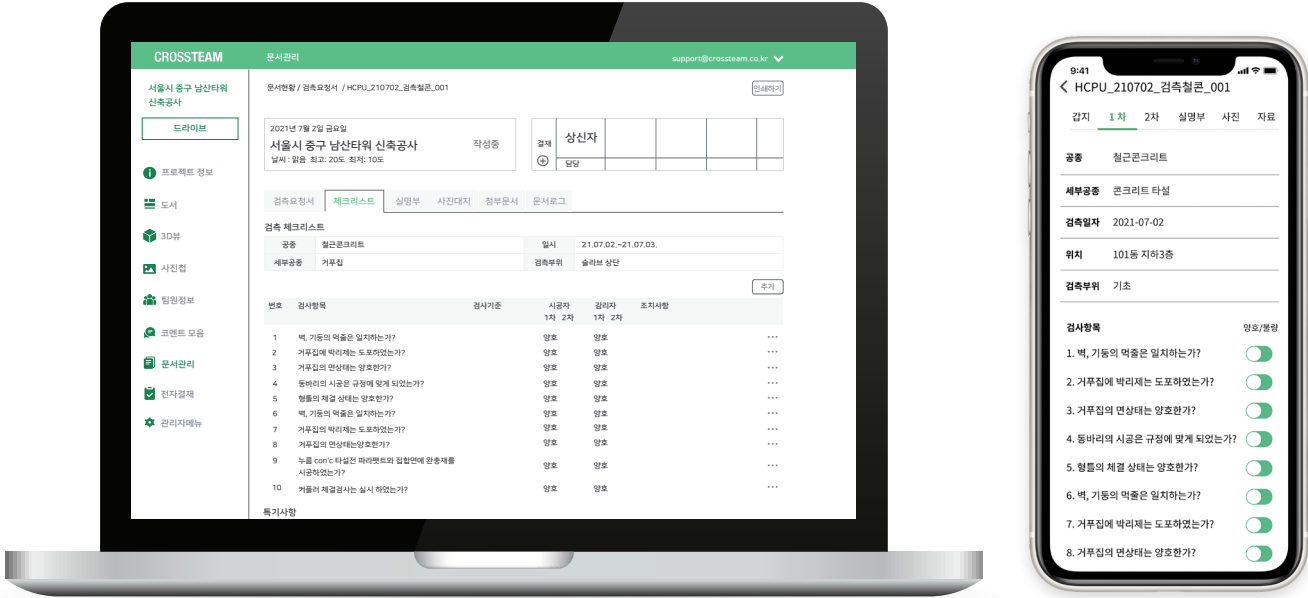 CROSSTEAM
문서관리
support@crossteam.co.kr
서울시 중구 남산타워
신축공사
드라이브
프로젝트 정보
도서
3D뷰
사진첩
팀원정보
코멘트 모음
문서관리
전자결재
관리자메뉴
문서현황 / 검측요청서 / HCPU_210702_검측철콘_001
인쇄하기
2021년 7월 2일 금요일
서울시 중구 남산타워 신축공사
작성중
날씨 : 맑음 최고: 20도 최저: 10도
결재
상신자
담당
검측요청서 체크리스트 실명부 사진대지 첨부문서 문서로그
검측 체크리스트
공종 철근콘크리트 일시 21.07.02.~21.07.03.
세부공종 거푸집 검측부위 슬라브 상단
추가
번호 검사항목 검사기준 시공자 감리자 조치사항
1차 2차 1차 2차
1 벽, 기둥의 먹줄은 일치하는가? 양호 양호 ···
2 거푸집에 박리제는 도포하였는가? 양호 양호 ···
3 거푸집의 면상태는 양호한가? 양호 양호 ···
4 동바리의 시공은 규정에 맞게 되었는가? 양호 양호 ···
5 형틀의 체결 상태는 양호한가? 양호 양호 ···
6 벽, 기둥의 먹줄은 일치하는가? 양호 양호 ···
7 거푸집의 박리제는 도포하였는가? 양호 양호 ···
8 거푸집의 면상태는양호한가? 양호 양호 ···
9 누름 con'c 타설전 파라펫트와 접합면에 완충재를 양호 양호 ···
시공하였는가?
10 커플러 체결검사는 실시 하였는가? 양호 양호 ···
특기사항
9:41
HCPU_210702_검측철콘_001
갑지 1차 2차 실명부 사진 자료
공종 철근콘크리트
세부공종 콘크리트 타설
검측일자 2021-07-02
위치 101동 지하3층
검측부위 기초
검사항목 양호/불량
1. 벽, 기둥의 먹줄은 일치하는가?
2. 거푸집에 박리제는 도포하였는가?
3. 거푸집의 면상태는 양호한가?
4. 동바리의 시공은 규정에 맞게 되었는가?
5. 형틀의 체결 상태는 양호한가?
6. 벽, 기둥의 먹줄은 일치하는가?
7. 거푸집에 박리제는 도포하였는가?
8. 거푸집의 면상태는 양호한가?